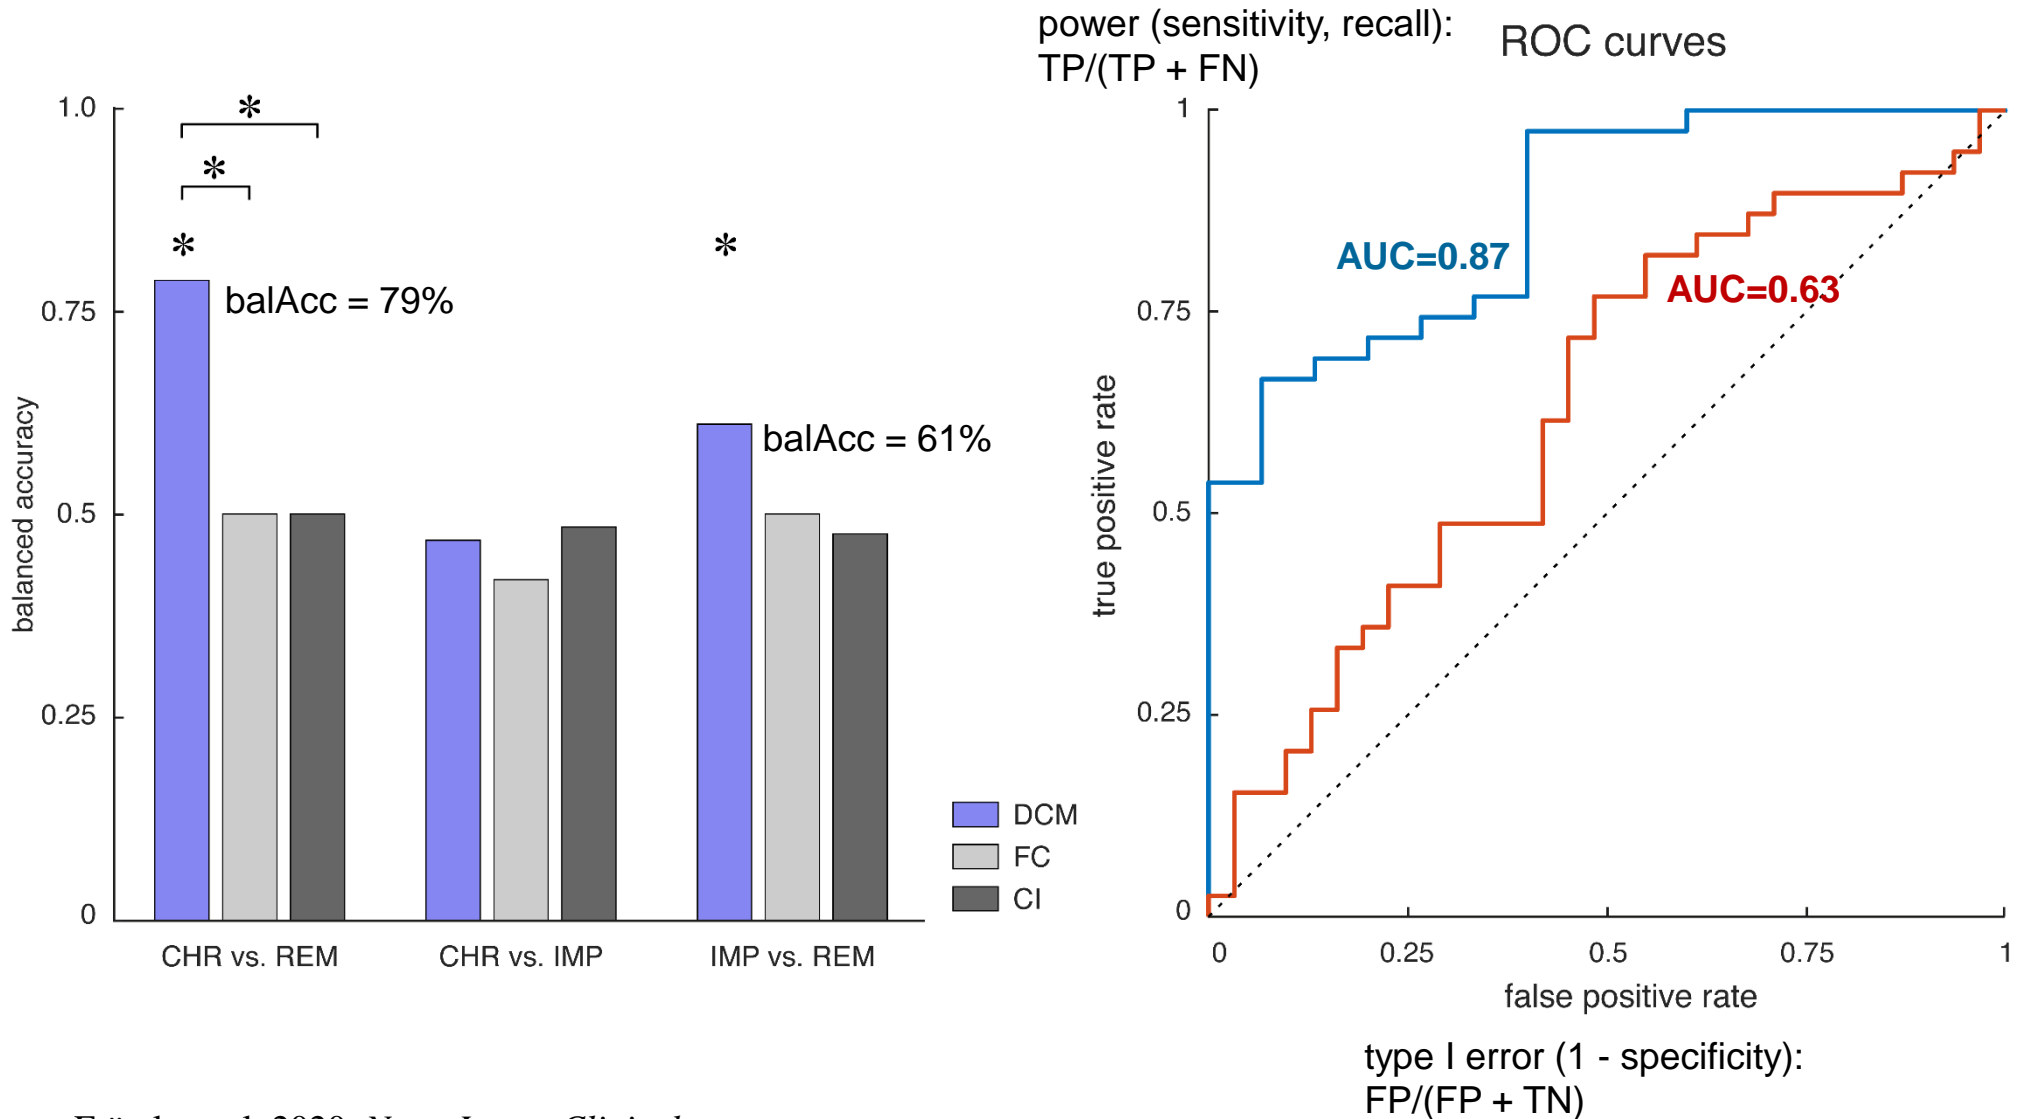 power (sensitivity, recall):
TP/(TP + FN)
ROC curves
1.0
0.75
0.5
0.25
0
balanced accuracy
*
*
*
*
balAcc = 79%
balAcc = 61%
CHR vs. REM
CHR vs. IMP
IMP vs. REM
DCM
FC
CI
1
0.75
0.5
0.25
0
true positive rate
AUC=0.87
AUC=0.63
0
0.25
0.5
0.75
1
false positive rate
type I error (1 - specificity):
FP/(FP + TN)
2020